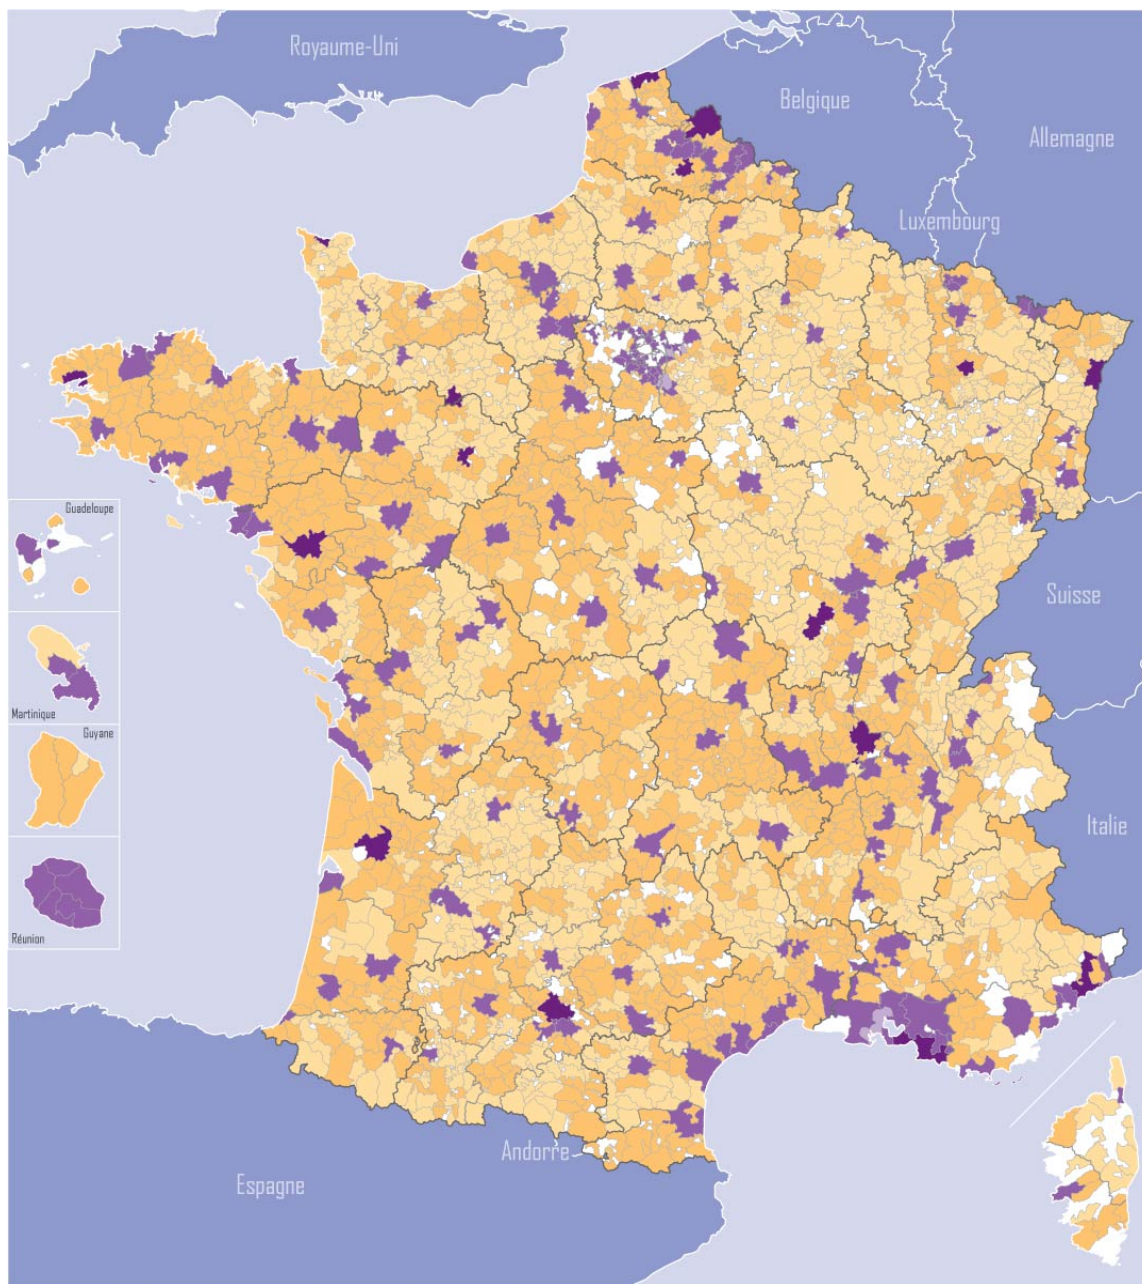 Royaume-Uni
Belgique
Allemagne
Luxembourg
Guadeloupe
Suisse
Martinique
Guyane
Italie
Réunion
Andorre
Espagne